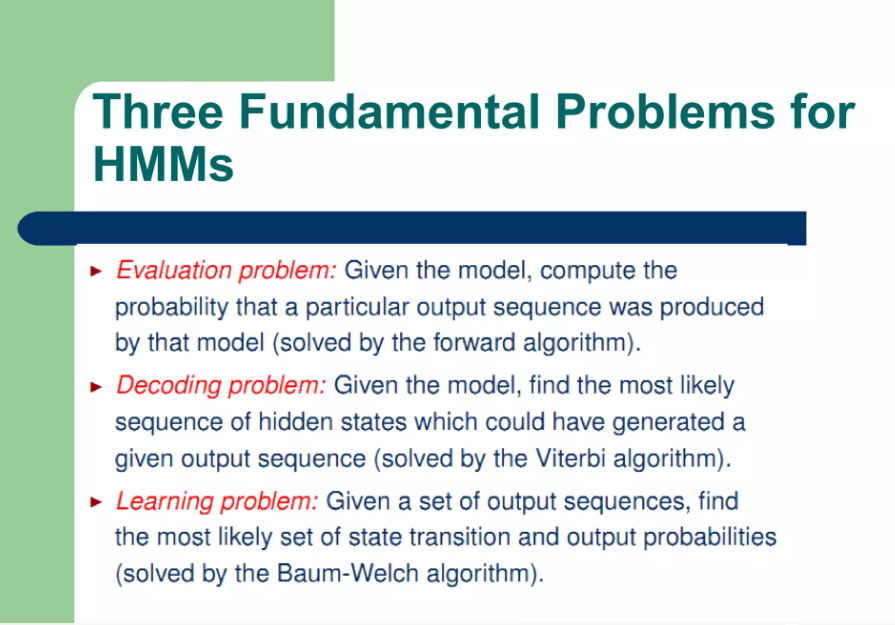 Three Fundamental Problems for
HMMs
► Evaluation problem: Given the model, compute the
probability that a particular output sequence was produced
by that model (solved by the forward algorithm).
► Decoding problem: Given the model, find the most likely
sequence of hidden states which could have generated a
given output sequence (solved by the Viterbi algorithm).
► Learning problem: Given a set of output sequences, find
the most likely set of state transition and output probabilities
(solved by the Baum-Welch algorithm).